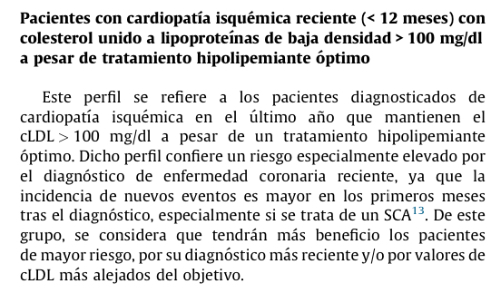 Pacientes con cardiopatía isquémica reciente (< 12 meses) con
colesterol unido a lipoproteínas de baja densidad > 100 mg/dl
a pesar de tratamiento hipolipemiante óptimo
Este perfil se refiere a los pacientes diagnosticados de
cardiopatía isquémica en el último año que mantienen el
cLDL > 100 mg/dl a pesar de un tratamiento hipolipemiante
óptimo. Dicho perfil confiere un riesgo especialmente elevado por
el diagnóstico de enfermedad coronaria reciente, ya que la
incidencia de nuevos eventos es mayor en los primeros meses
tras el diagnóstico, especialmente si se trata de un SCA13. De este
grupo, se considera que tendrán más beneficio los pacientes
de mayor riesgo, por su diagnóstico más reciente y/o por valores de
cLDL más alejados del objetivo.